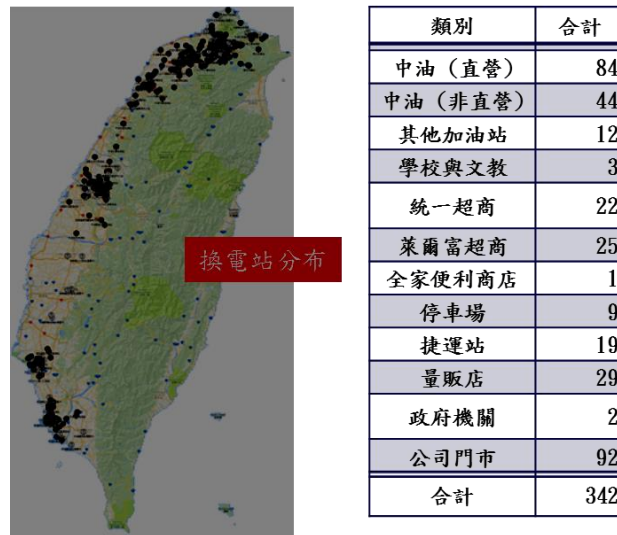 換電站分布
類別 合計
中油（直營） 84
中油（非直營） 44
其他加油站 12
學校與文教 3
統一超商 22
萊爾富超商 25
全家便利商店 1
停車場 9
捷運站 19
量販店 29
政府機關 2
公司門市 92
合計 342